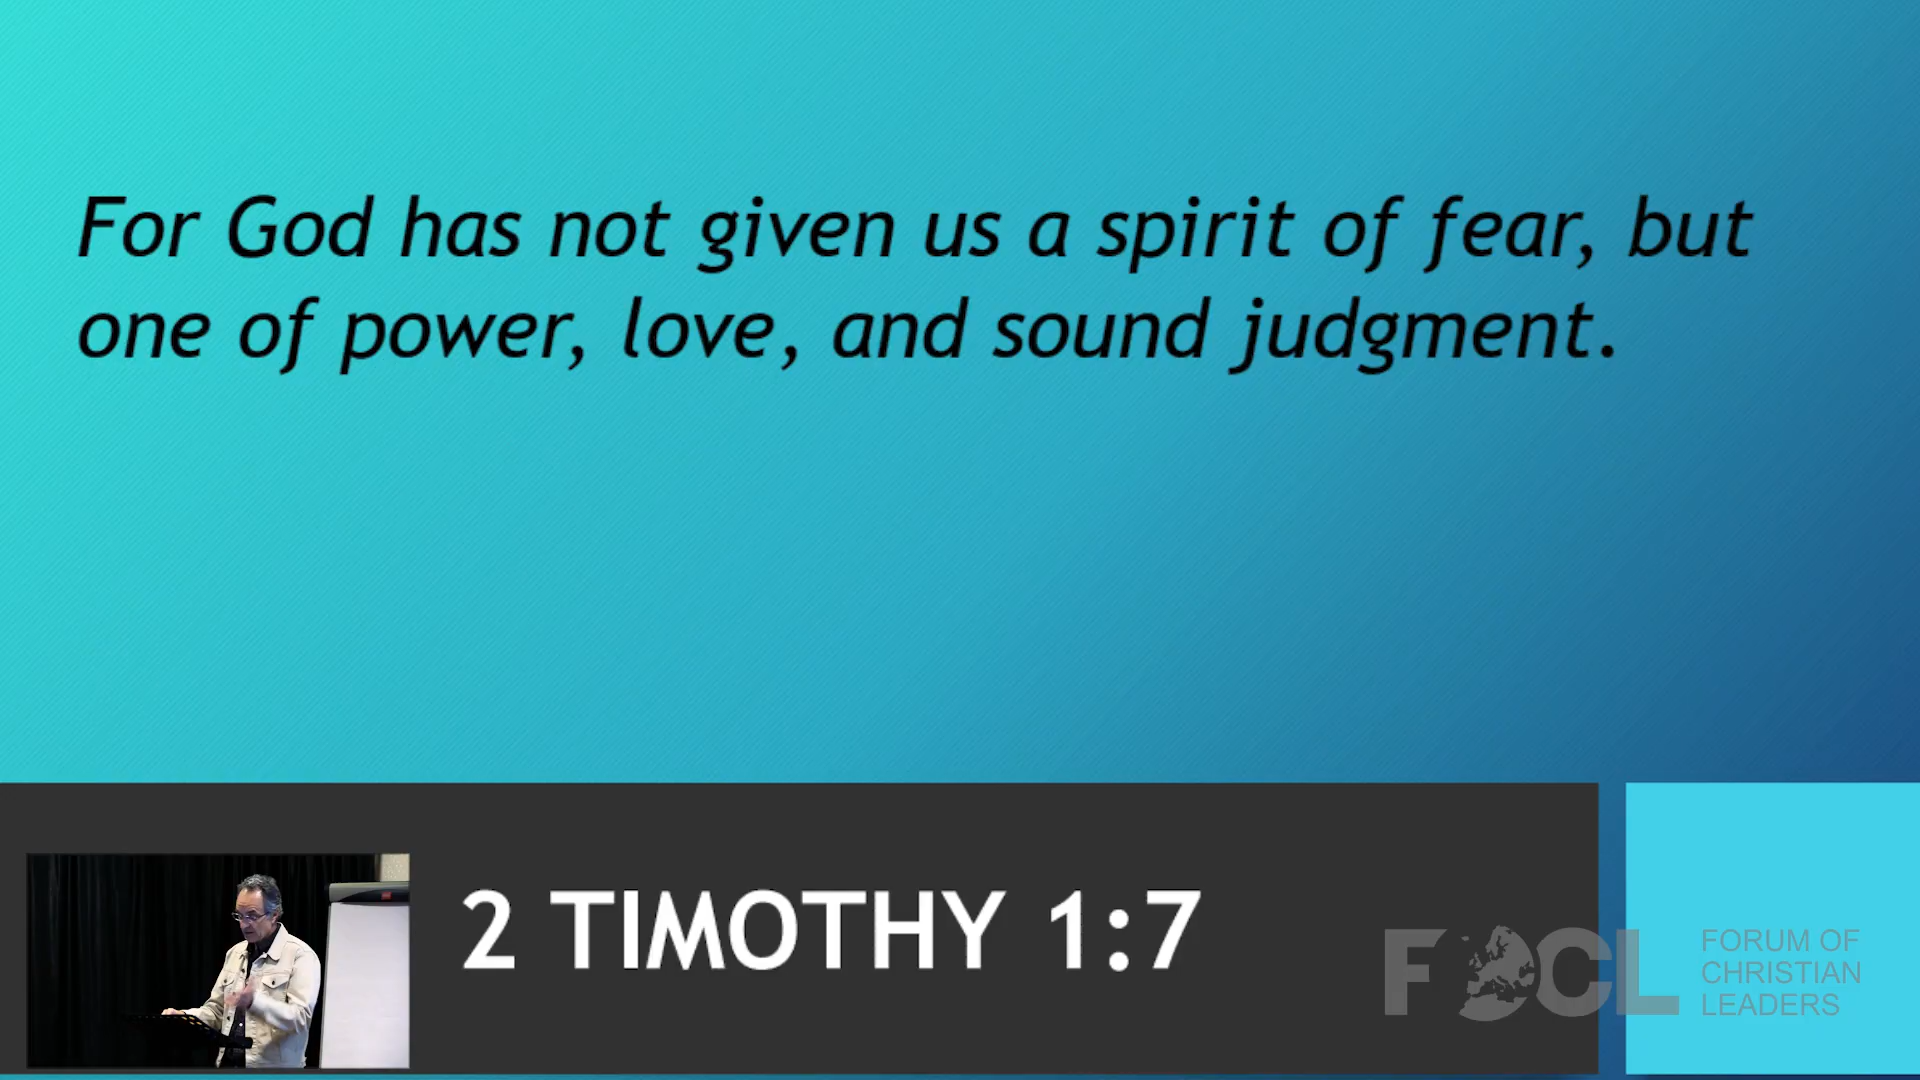 For God has not given us a spirit of fear, but
one of power, love, and sound judgment.
2 TIMOTHY 1:7
FOCL
FORUM OF
CHRISTIAN
LEADERS